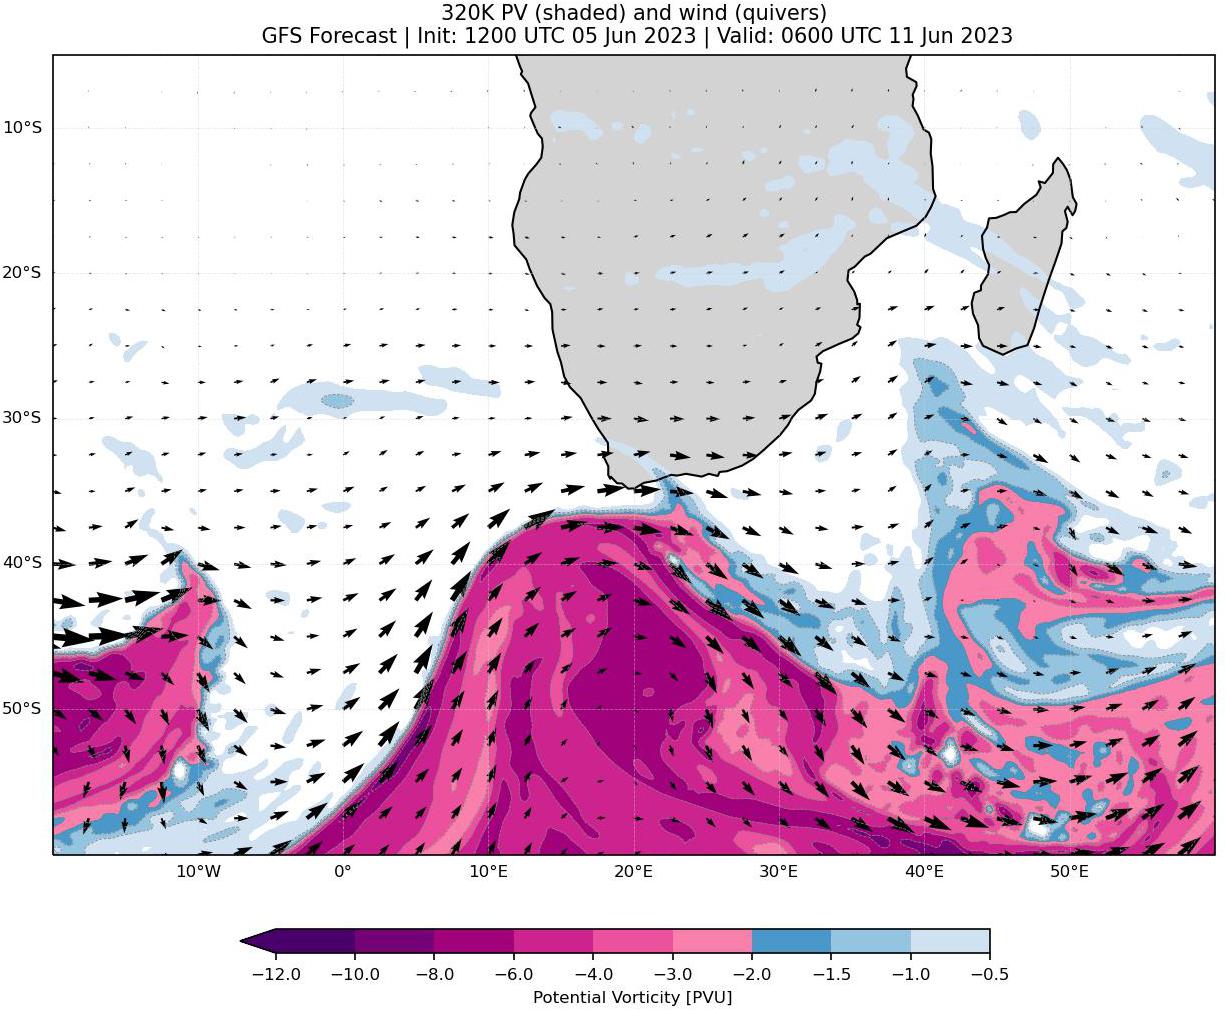 320K PV (shaded) and wind (quivers)
GFS Forecast | Init: 1200 UTC 05 Jun 2023 | Valid: 0600 UTC 11 Jun 2023
10°S
20°S
30°S
40°S
50°S
10°W 0° 10°E 20°E 30°E 40°E 50°E
−12.0 −10.0 −8.0 −6.0 −4.0 −3.0 −2.0 −1.5 −1.0 −0.5
Potential Vorticity [PVU]